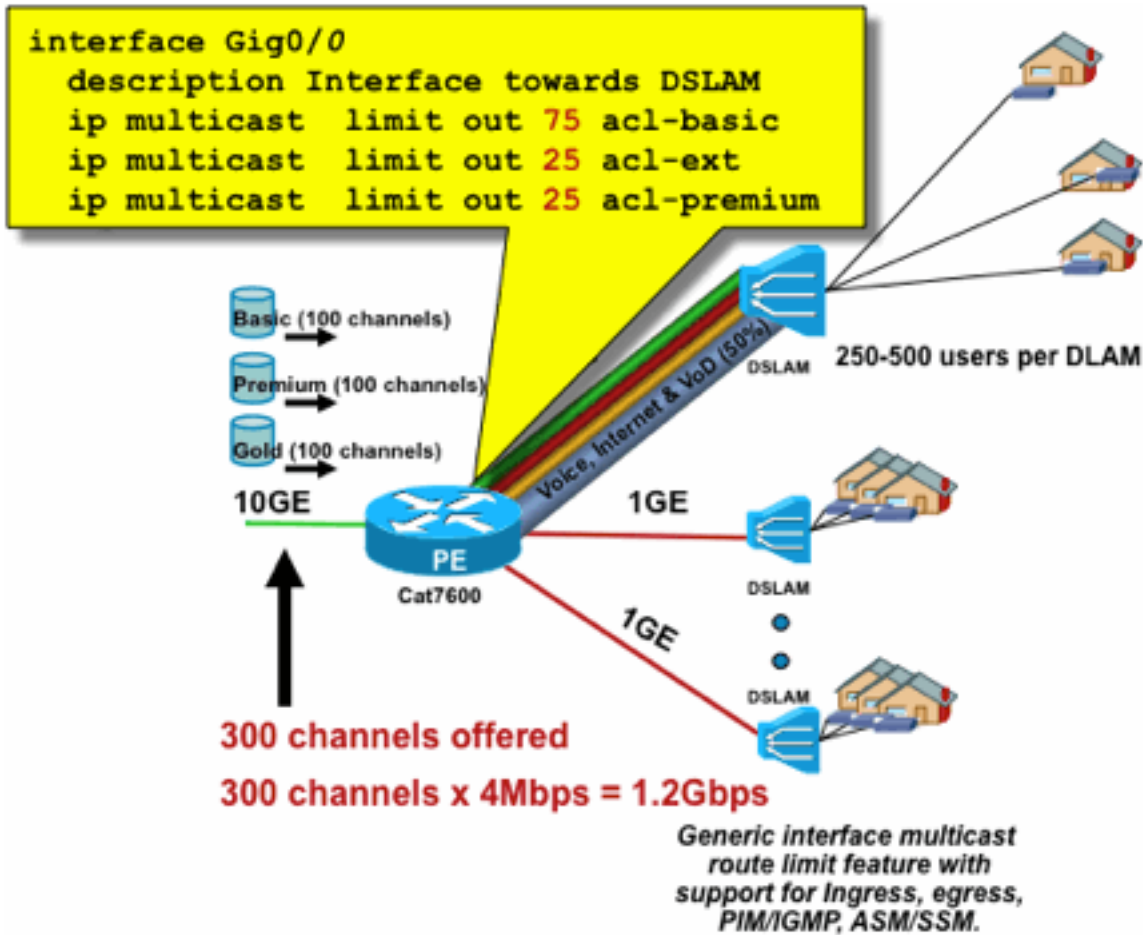 interface Gig0/0
description Interface towards DSLAM
ip multicast limit out 75 acl-basic
ip multicast limit out 25 acl-ext
ip multicast limit out 25 acl-premium
Basic (100 channels)
Premium (100 channels)
Gold (100 channels)
10GE
PE
Cat7600
Voice, Internet & VoD (50%)
DSLAM
250-500 users per DLAM
1GE
DSLAM
1GE
DSLAM
300 channels offered
300 channels x 4Mbps = 1.2Gbps
Generic interface multicast
route limit feature with
support for Ingress, egress,
PIM/IGMP, ASM/SSM.